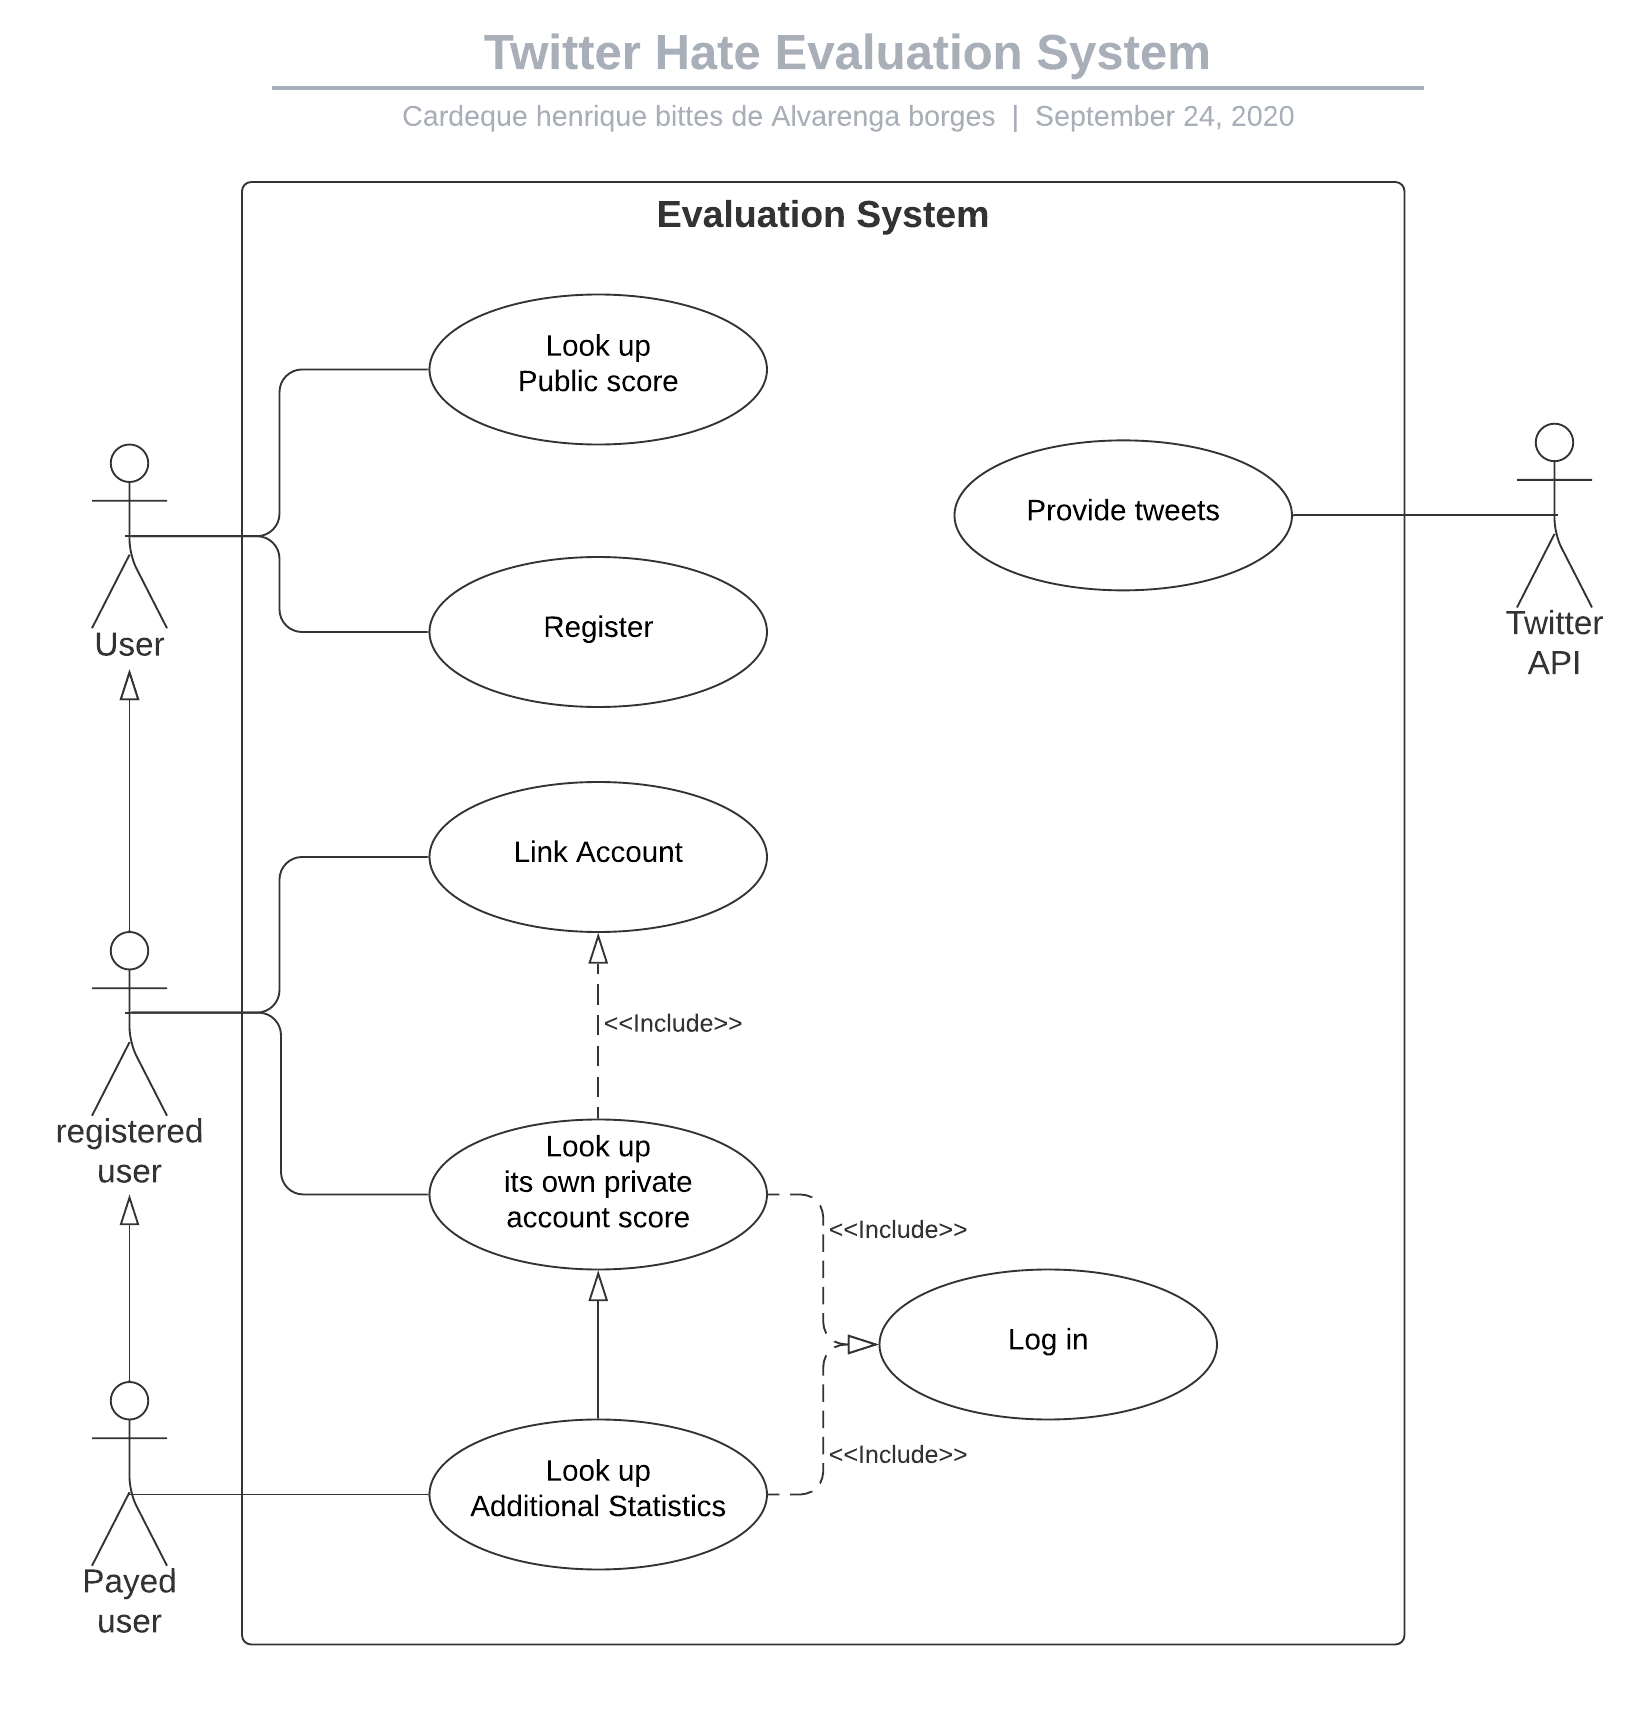 Twitter Hate Evaluation System
Cardeque henrique bittes de Alvarenga borges | September 24, 2020
Evaluation System
Look up
Public score
Provide tweets
Register
User
Twitter
API
Link Account
<<Include>>
registered
user
Look up
its own private
account score
<<Include>>
Log in
<<Include>>
Look up
Additional Statistics
Payed
user